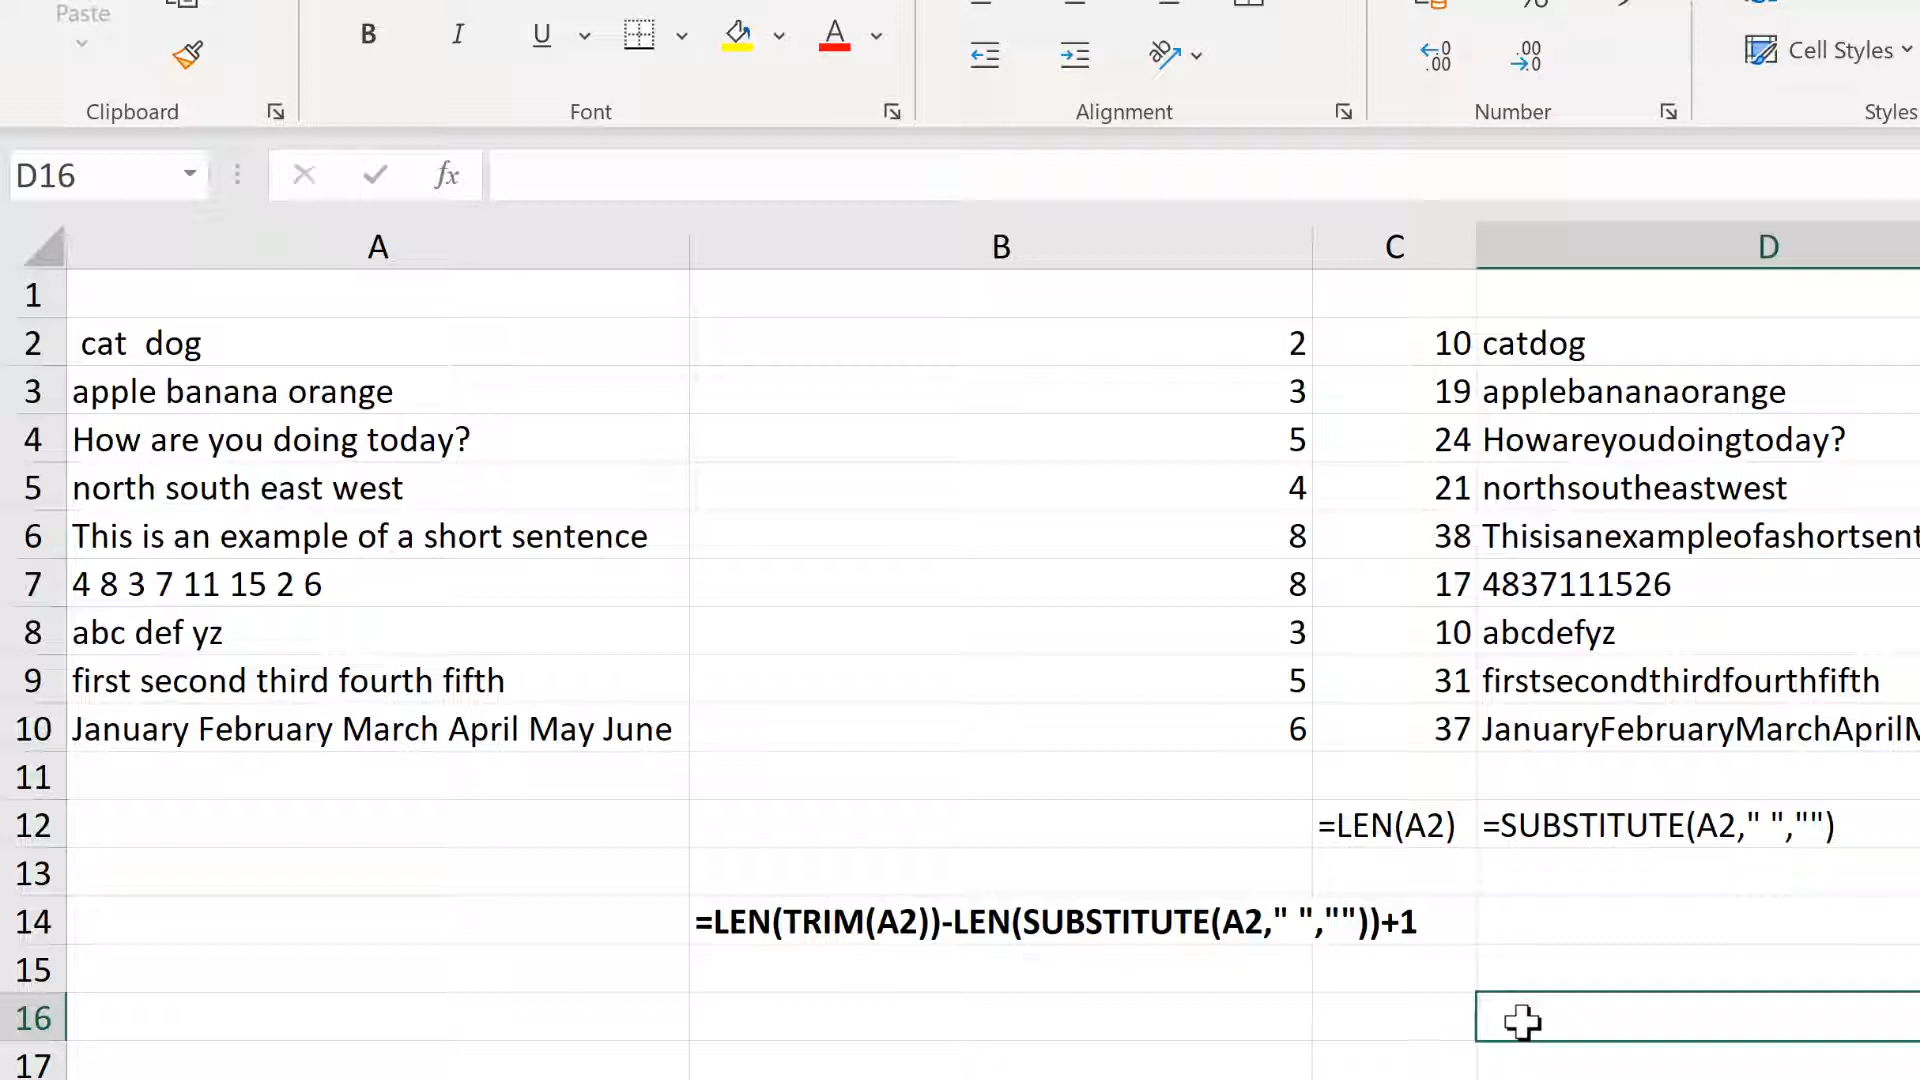 Paste
B I U A
Cell Styles
Clipboard Font Alignment Number Styles
D16 fx
A B C D
1
2 cat  dog 2 10 catdog
3 apple banana orange 3 19 applebananaorange
4 How are you doing today? 5 24 Howareyoudoingtoday?
5 north south east west 4 21 northsoutheastwest
6 This is an example of a short sentence 8 38 Thisisanexampleofashortsent
7 4 8 3 7 11 15 2 6 8 17 4837111526
8 abc def yz 3 10 abcdefyz
9 first second third fourth fifth 5 31 firstsecondthirdfourthfifth
10 January February March April May June 6 37 JanuaryFebruaryMarchApril
11
12 =LEN(A2) =SUBSTITUTE(A2," ","")
13
14 =LEN(TRIM(A2))-LEN(SUBSTITUTE(A2," ",""))+1
15
16
17